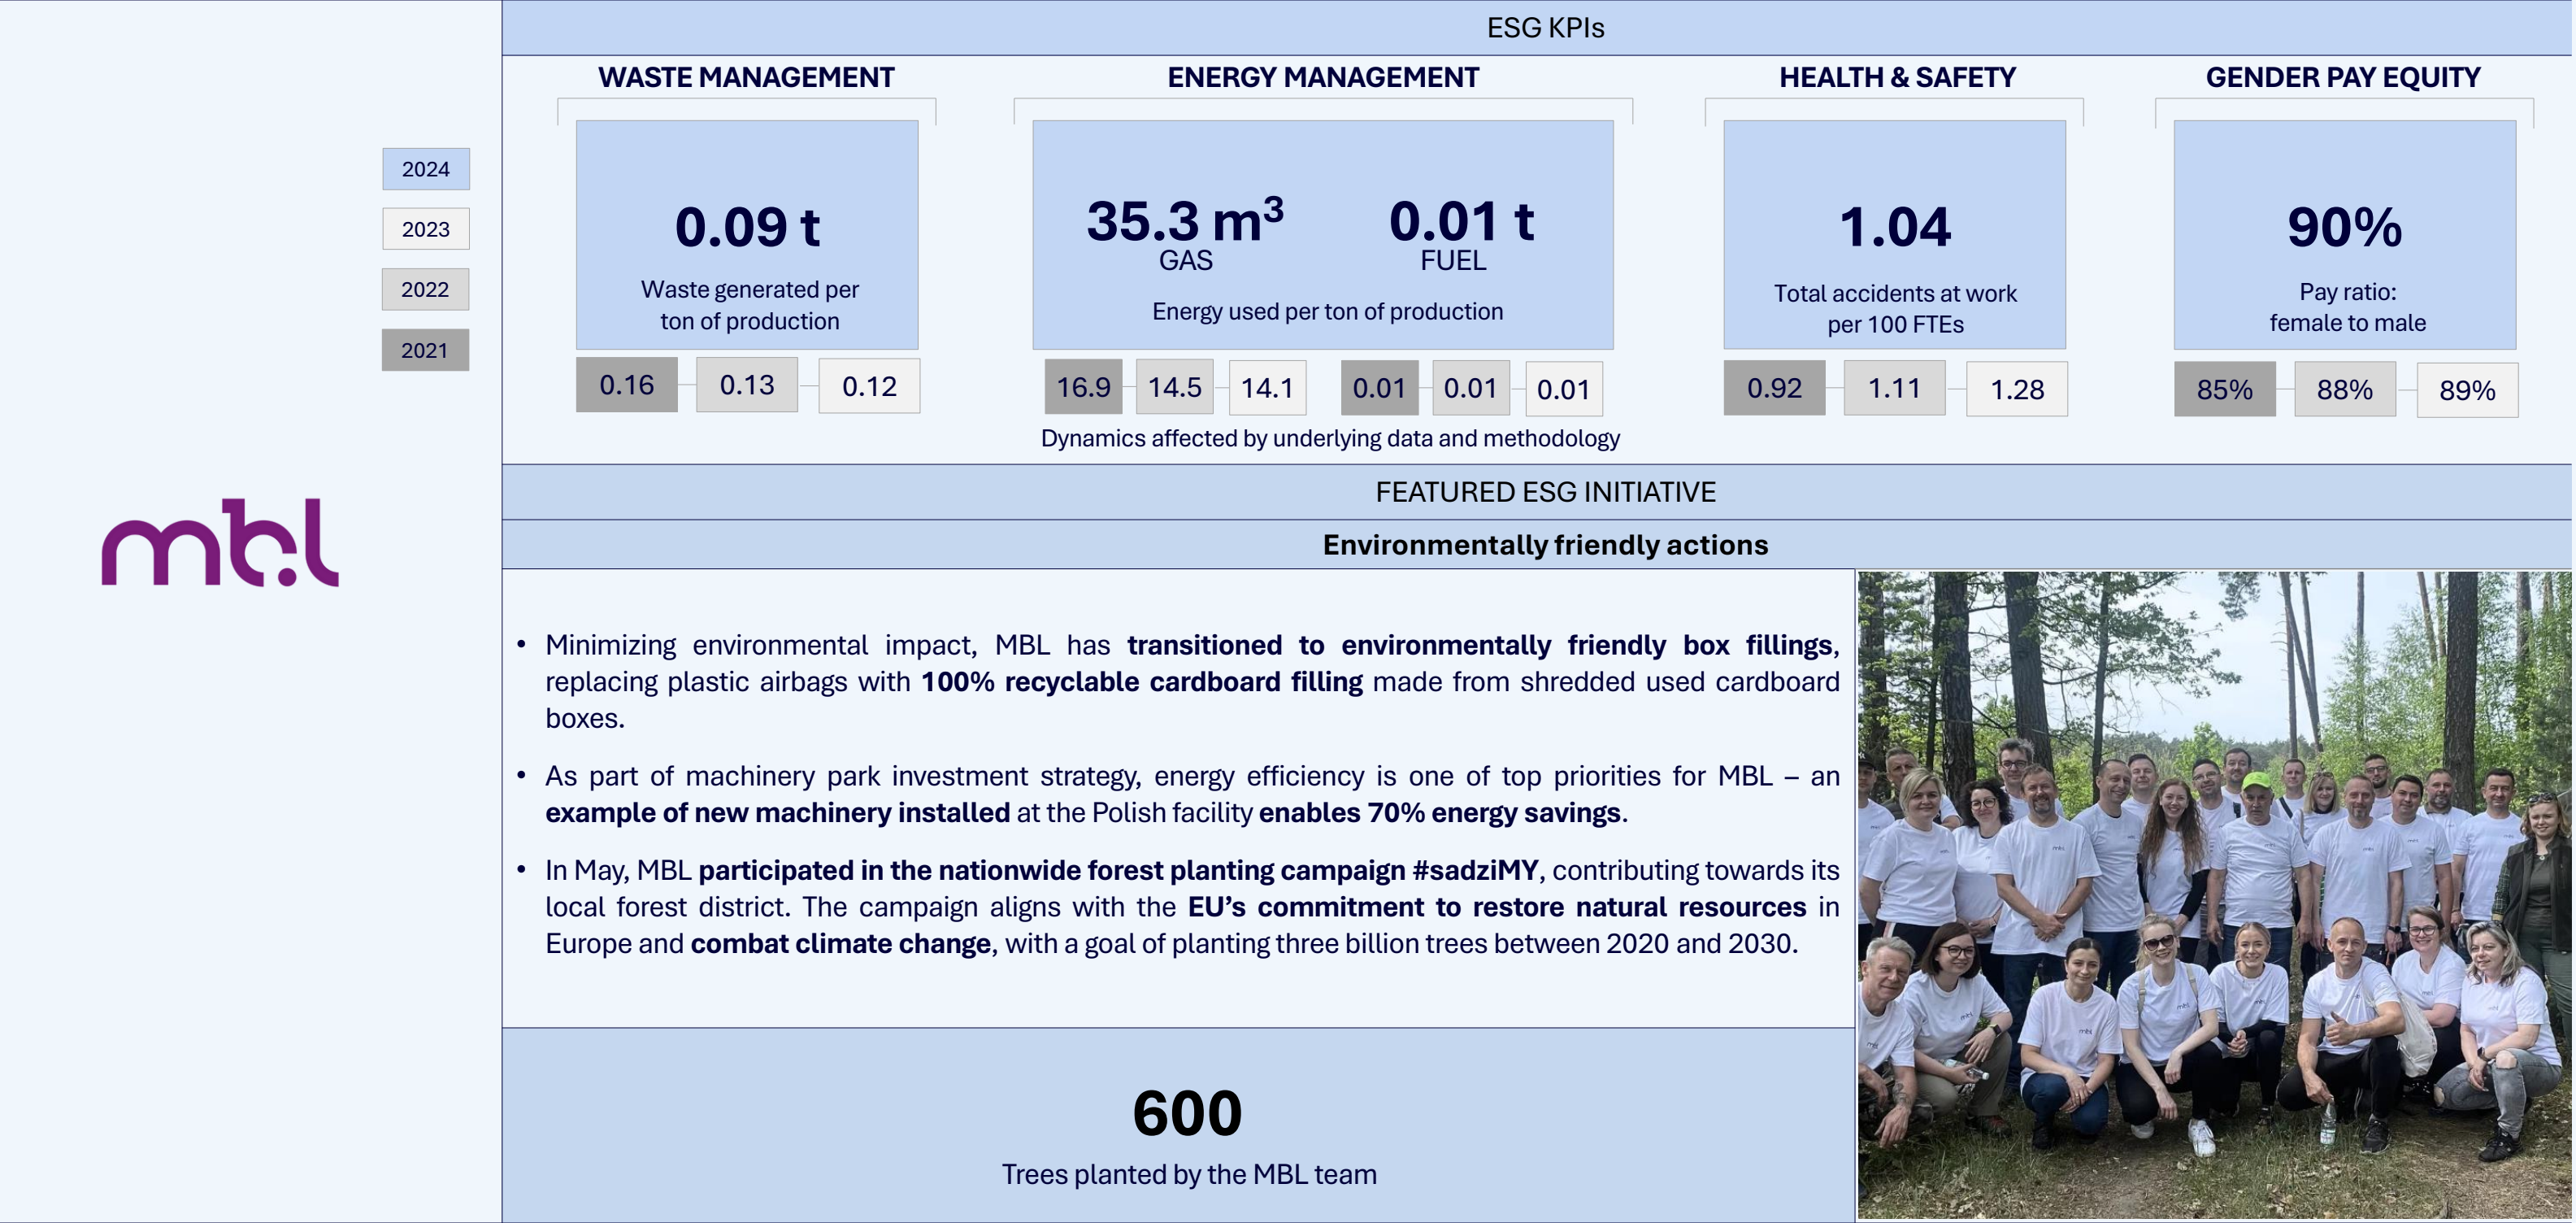 ESG KPIs
WASTE MANAGEMENT
ENERGY MANAGEMENT
HEALTH & SAFETY
GENDER PAY EQUITY
2024
2023
2022
2021
0.09 t
Waste generated per
ton of production
0.16
0.13
0.12
35.3 m³
GAS
0.01 t
FUEL
Energy used per ton of production
16.9
14.5
14.1
0.01
0.01
0.01
Dynamics affected by underlying data and methodology
1.04
Total accidents at work
per 100 FTEs
0.92
1.11
1.28
90%
Pay ratio:
female to male
85%
88%
89%
mbl
FEATURED ESG INITIATIVE
Environmentally friendly actions
• Minimizing environmental impact, MBL has transitioned to environmentally friendly box fillings,
replacing plastic airbags with 100% recyclable cardboard filling made from shredded used cardboard
boxes.
• As part of machinery park investment strategy, energy efficiency is one of top priorities for MBL – an
example of new machinery installed at the Polish facility enables 70% energy savings.
• In May, MBL participated in the nationwide forest planting campaign #sadziMY, contributing towards its
local forest district. The campaign aligns with the EU’s commitment to restore natural resources in
Europe and combat climate change, with a goal of planting three billion trees between 2020 and 2030.
600
Trees planted by the MBL team